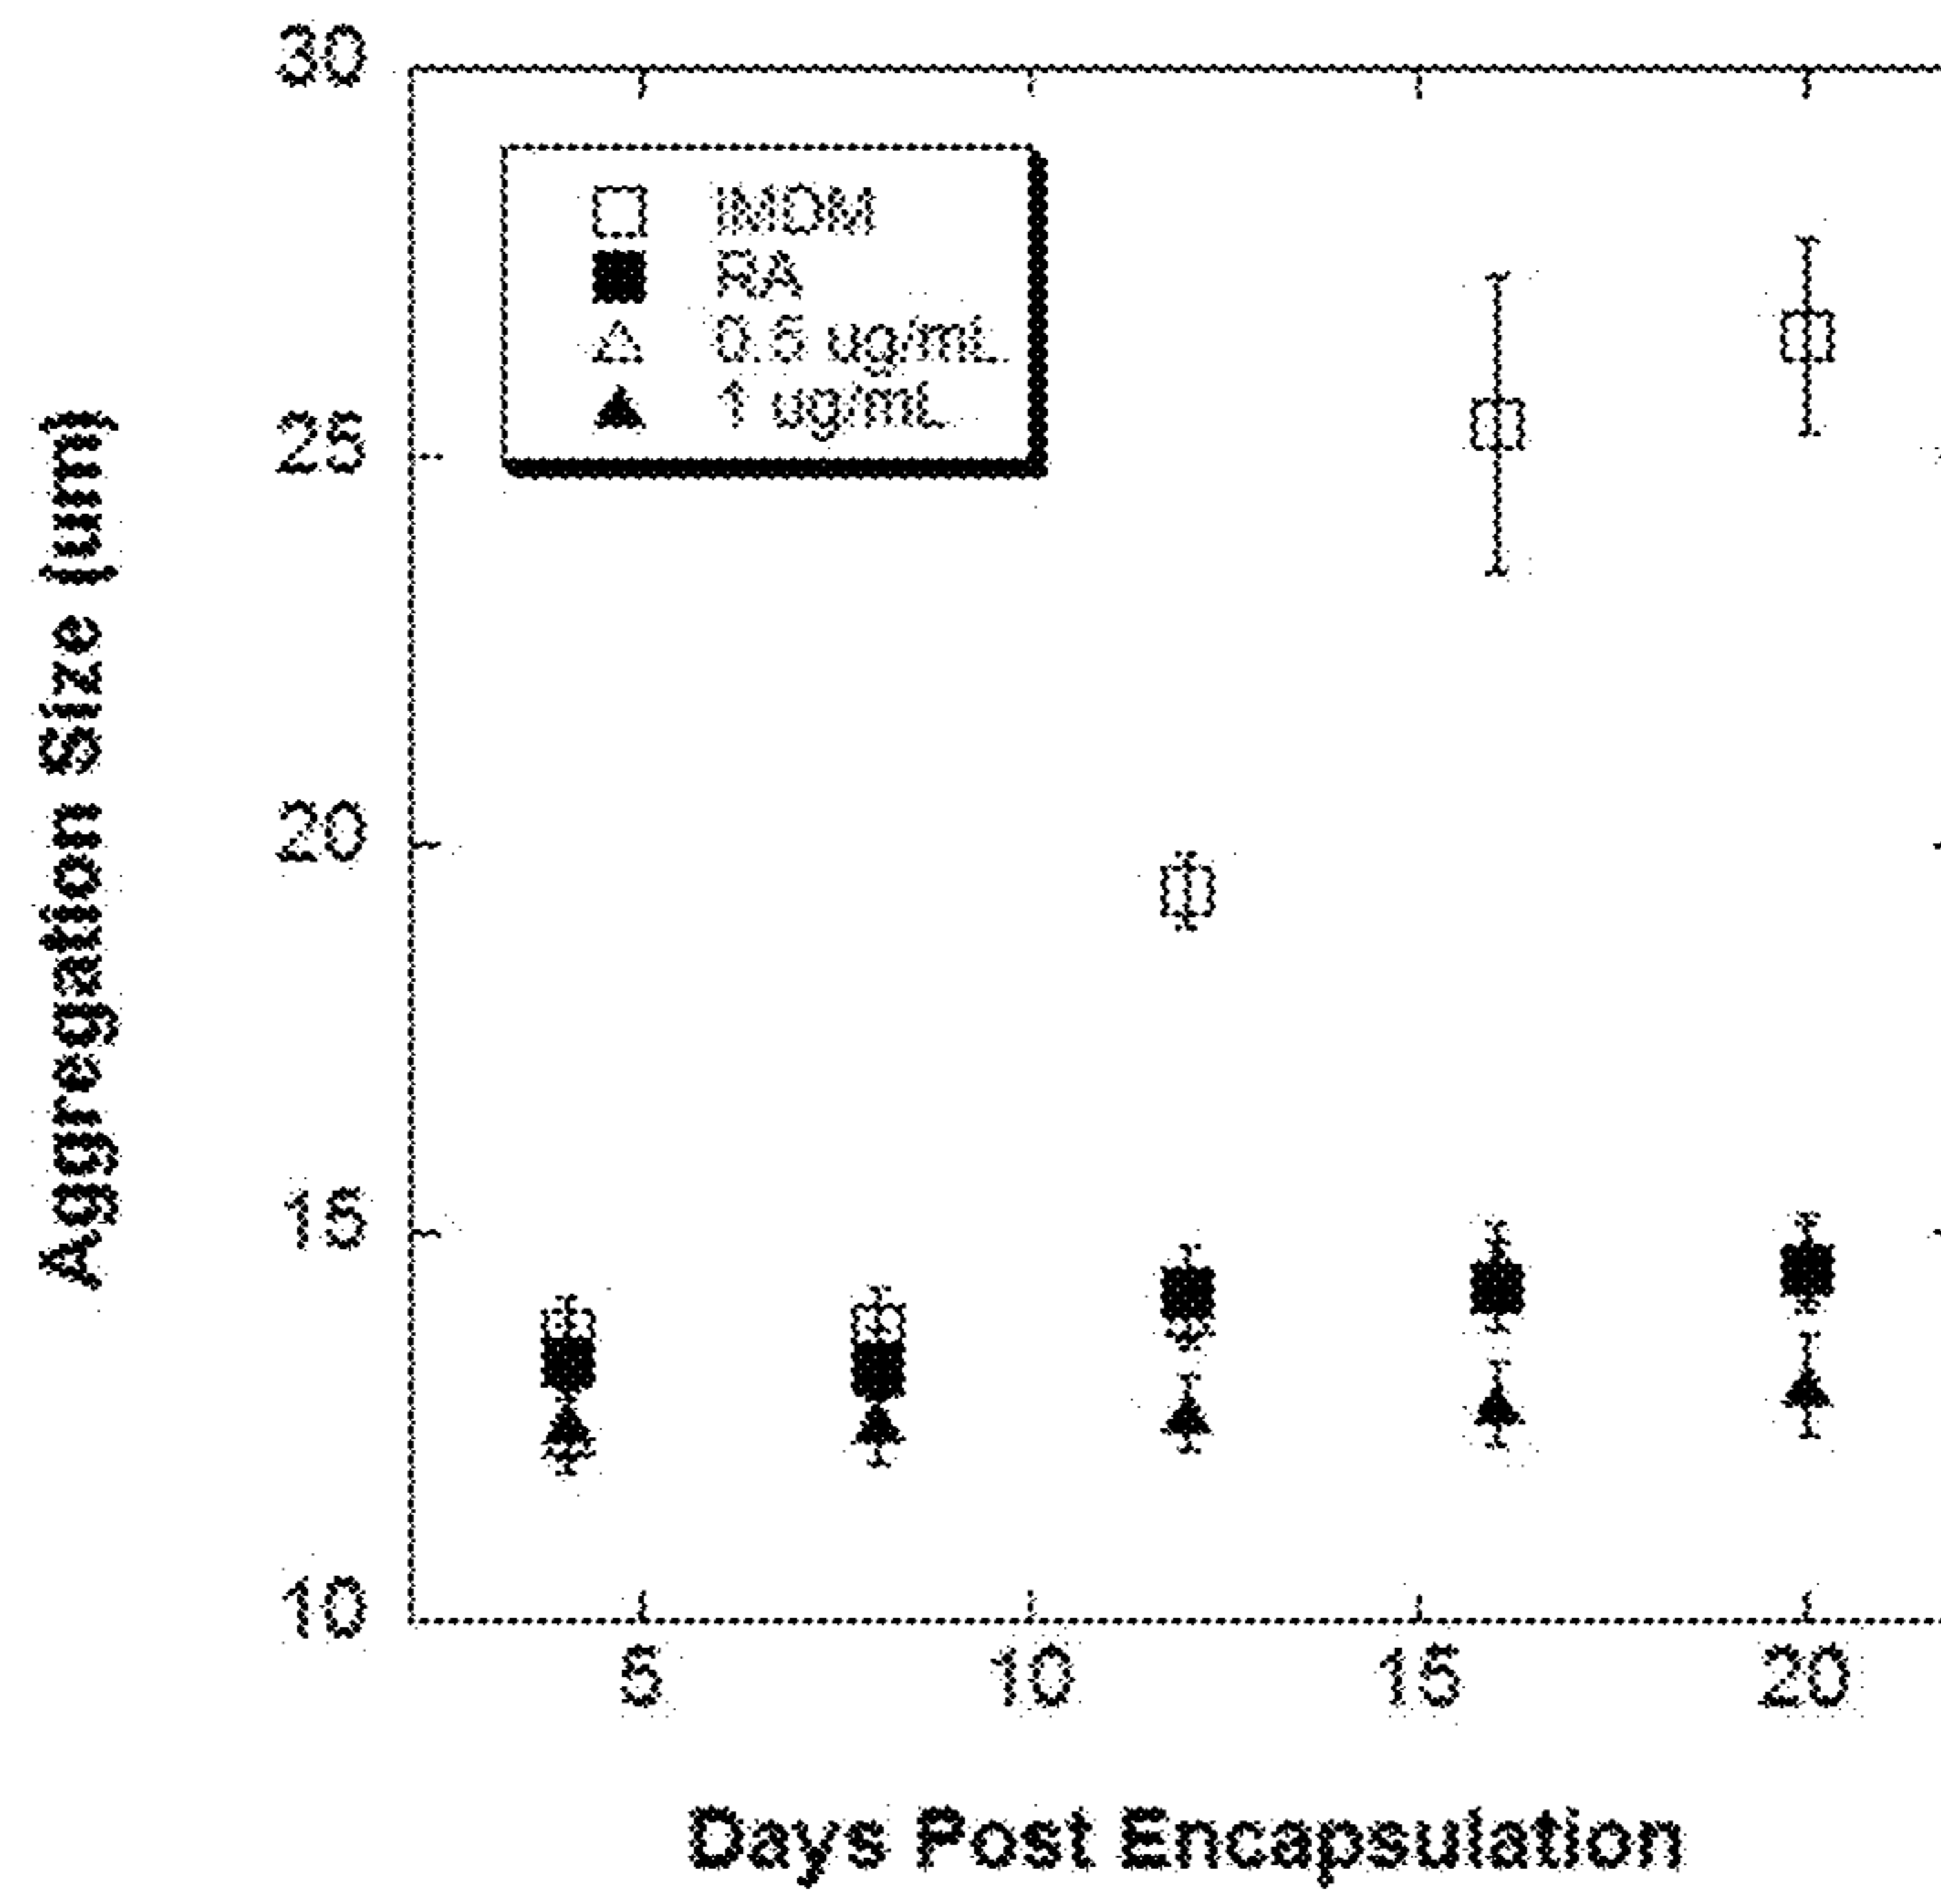 30
25
20
15
10
Aggregation Size [um]
IMDM
RA
0.5 ug/mL
1 ug/mL
5 10 15 20
Days Post Encapsulation